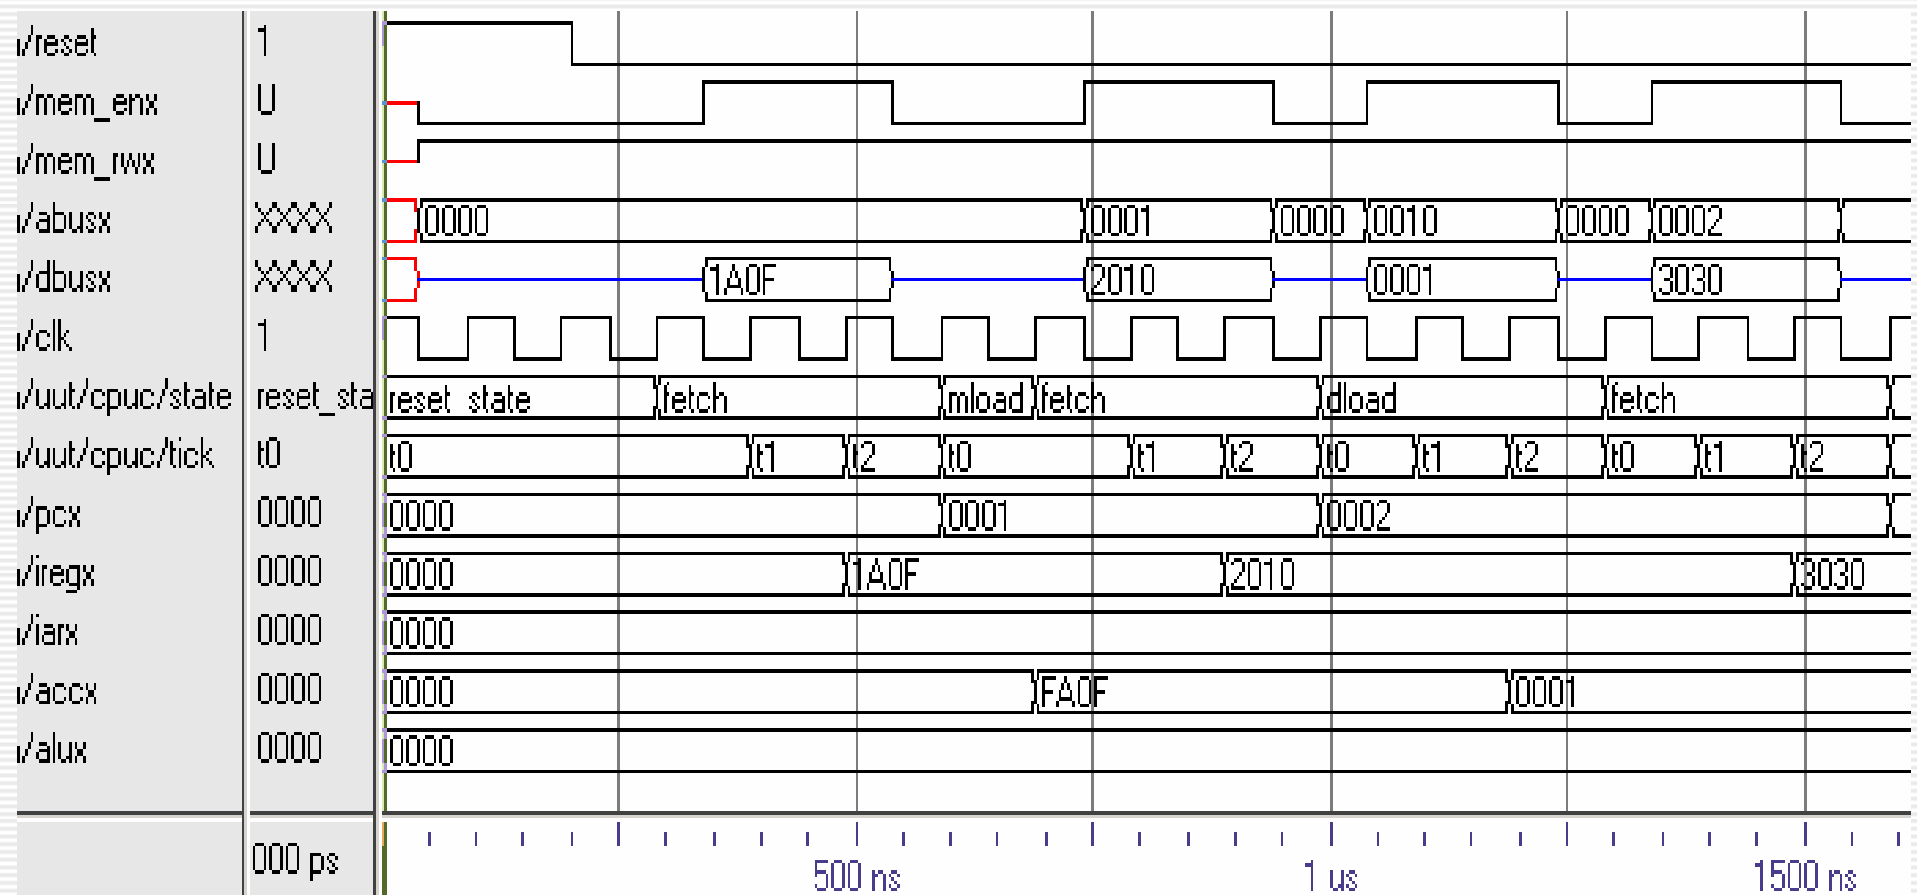 /reset 1
/mem_enx U
/mem_rwx U
/abusx XXXX 0000 0001 0000 0010 0000 0002
/dbusx XXXX 1A0F 2010 0001 3030
/clk 1
/uut/cpuc/state reset_sta reset_state fetch mload fetch dload fetch
/uut/cpuc/tick t0 t0 t1 t2 t0 t1 t2 t0 t1 t2 t0 t1 t2
/pcx 0000 0000 0001 0002
/iregx 0000 0000 1A0F 2010 3030
/iarx 0000 0000
/accx 0000 0000 FA0F 0001
/alux 0000 0000
000 ps 500 ns 1 us 1500 ns